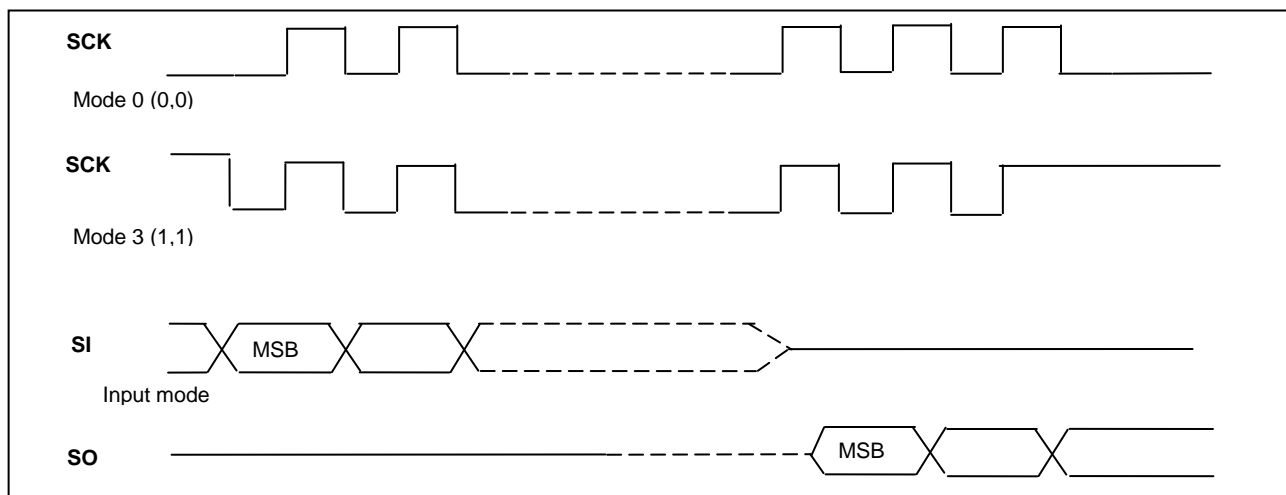 SCK
Mode 0 (0,0)
SCK
Mode 3 (1,1)
SI
MSB
Input mode
SO
MSB